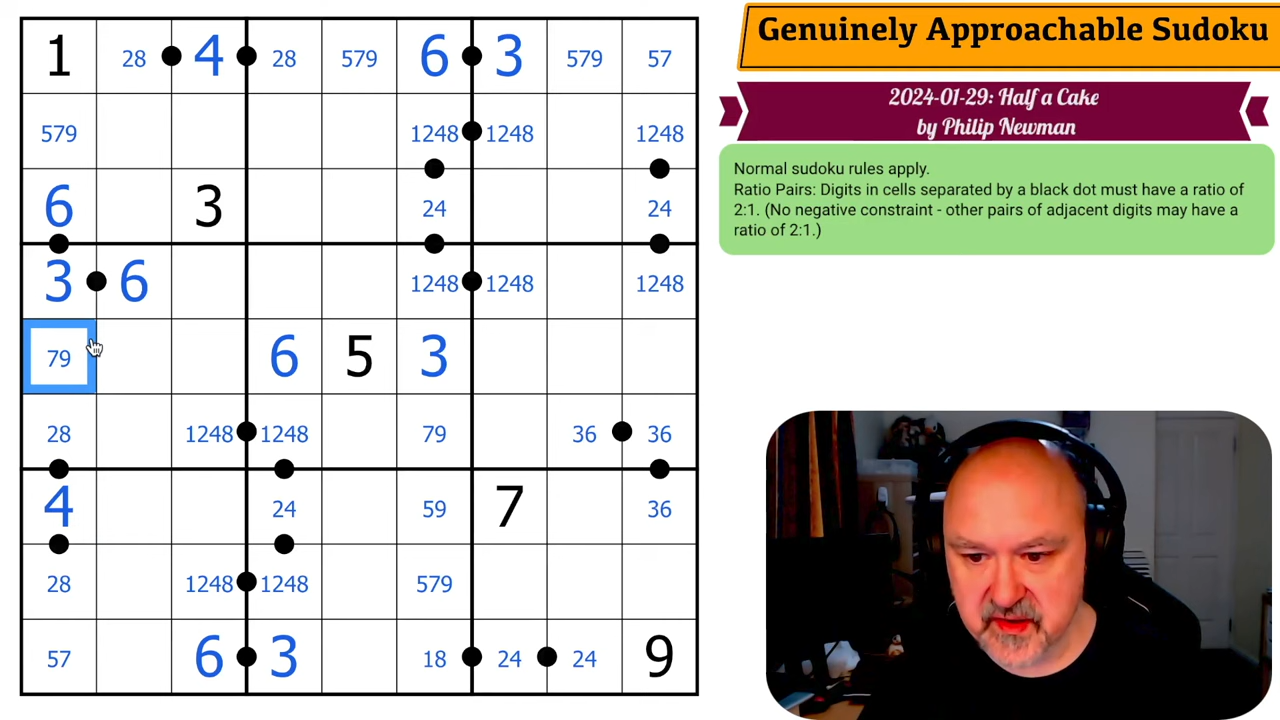 Genuinely Approachable Sudoku
2024-01-29: Half a Cake
by Philip Newman
Normal sudoku rules apply.
Ratio Pairs: Digits in cells separated by a black dot must have a ratio of
2:1. (No negative constraint - other pairs of adjacent digits may have a
ratio of 2:1.)
1 28 4 28 579 6 3 579 57
579 1248 1248 1248
6 3 24 24
3 6 1248 1248 1248
79 6 5 3
28 1248 1248 79 36 36
4 24 59 7 36
28 1248 1248 579
57 6 3 18 24 24 9